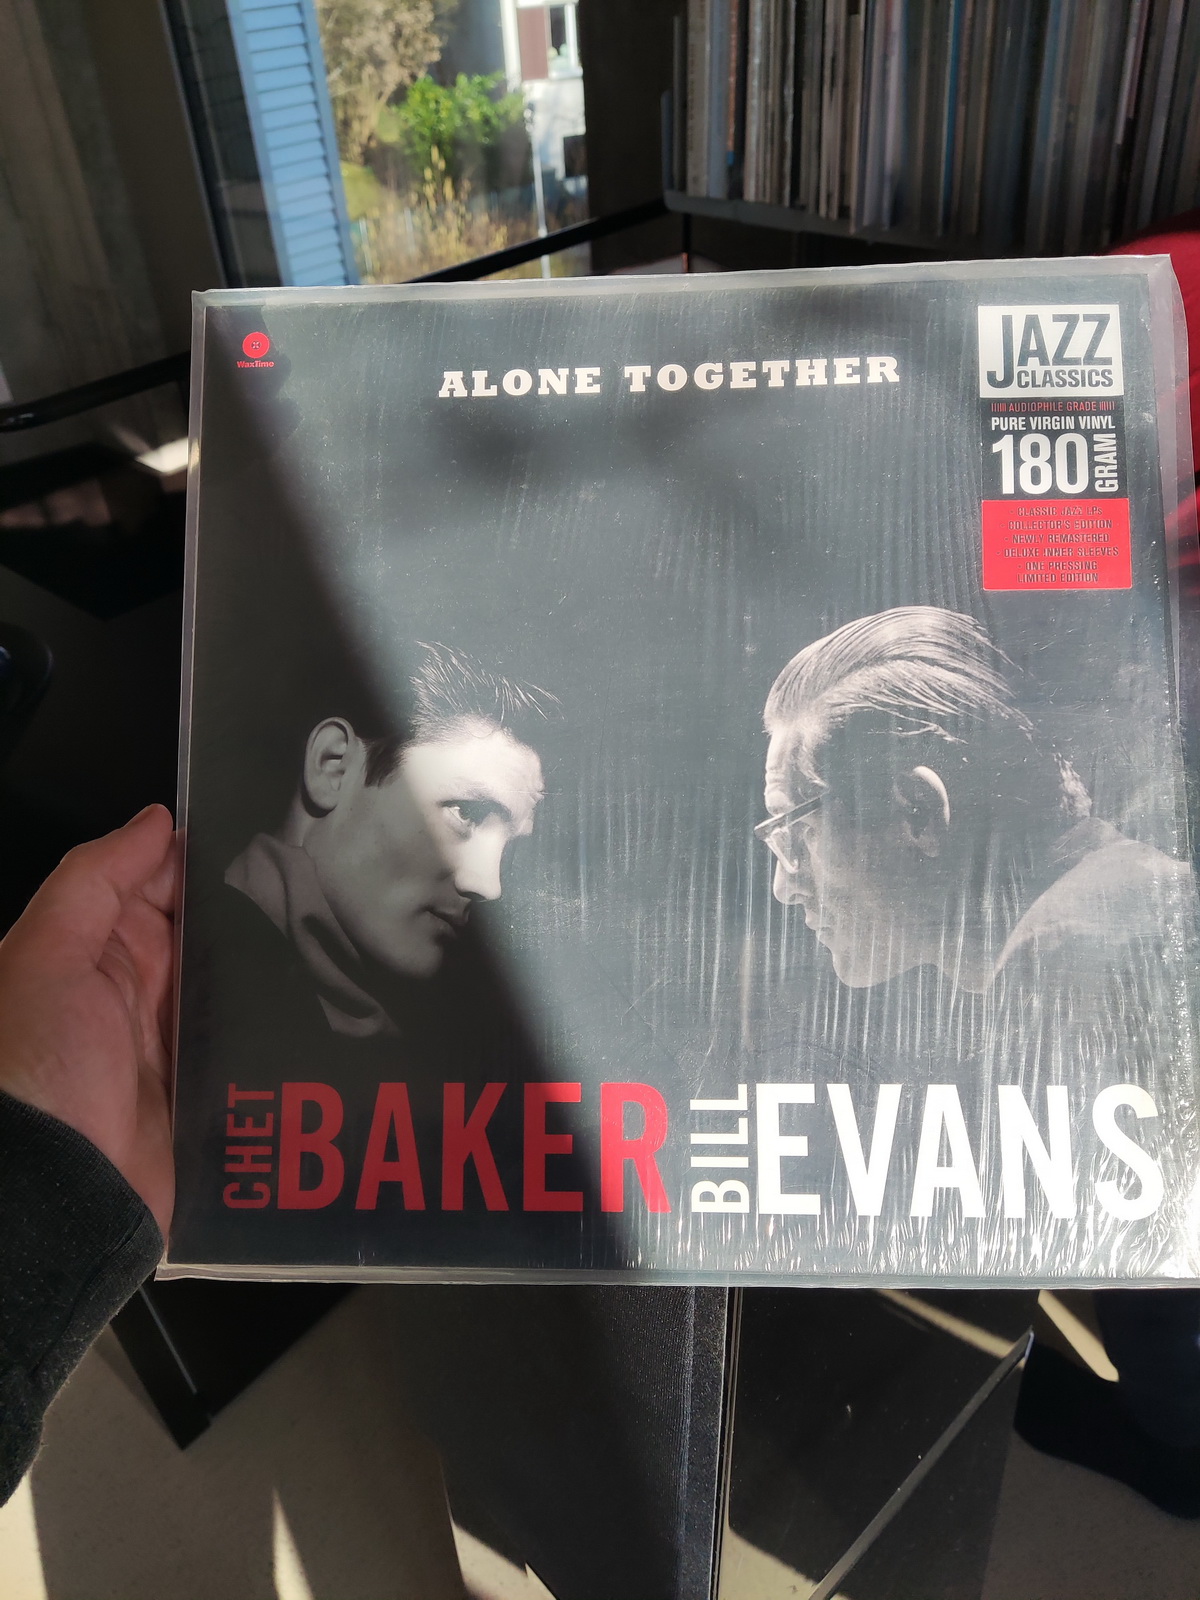 WaxTime
ALONE TOGETHER
JAZZ
CLASSICS
AUDIOPHILE GRADE
PURE VIRGIN VINYL
180 GRAM
- CLASSIC JAZZ LPs
- COLLECTOR'S EDITION
- NEWLY REMASTERED
- DELUXE INNER SLEEVES
- ONE PRESSING
LIMITED EDITION
CHET BAKER BILL EVANS